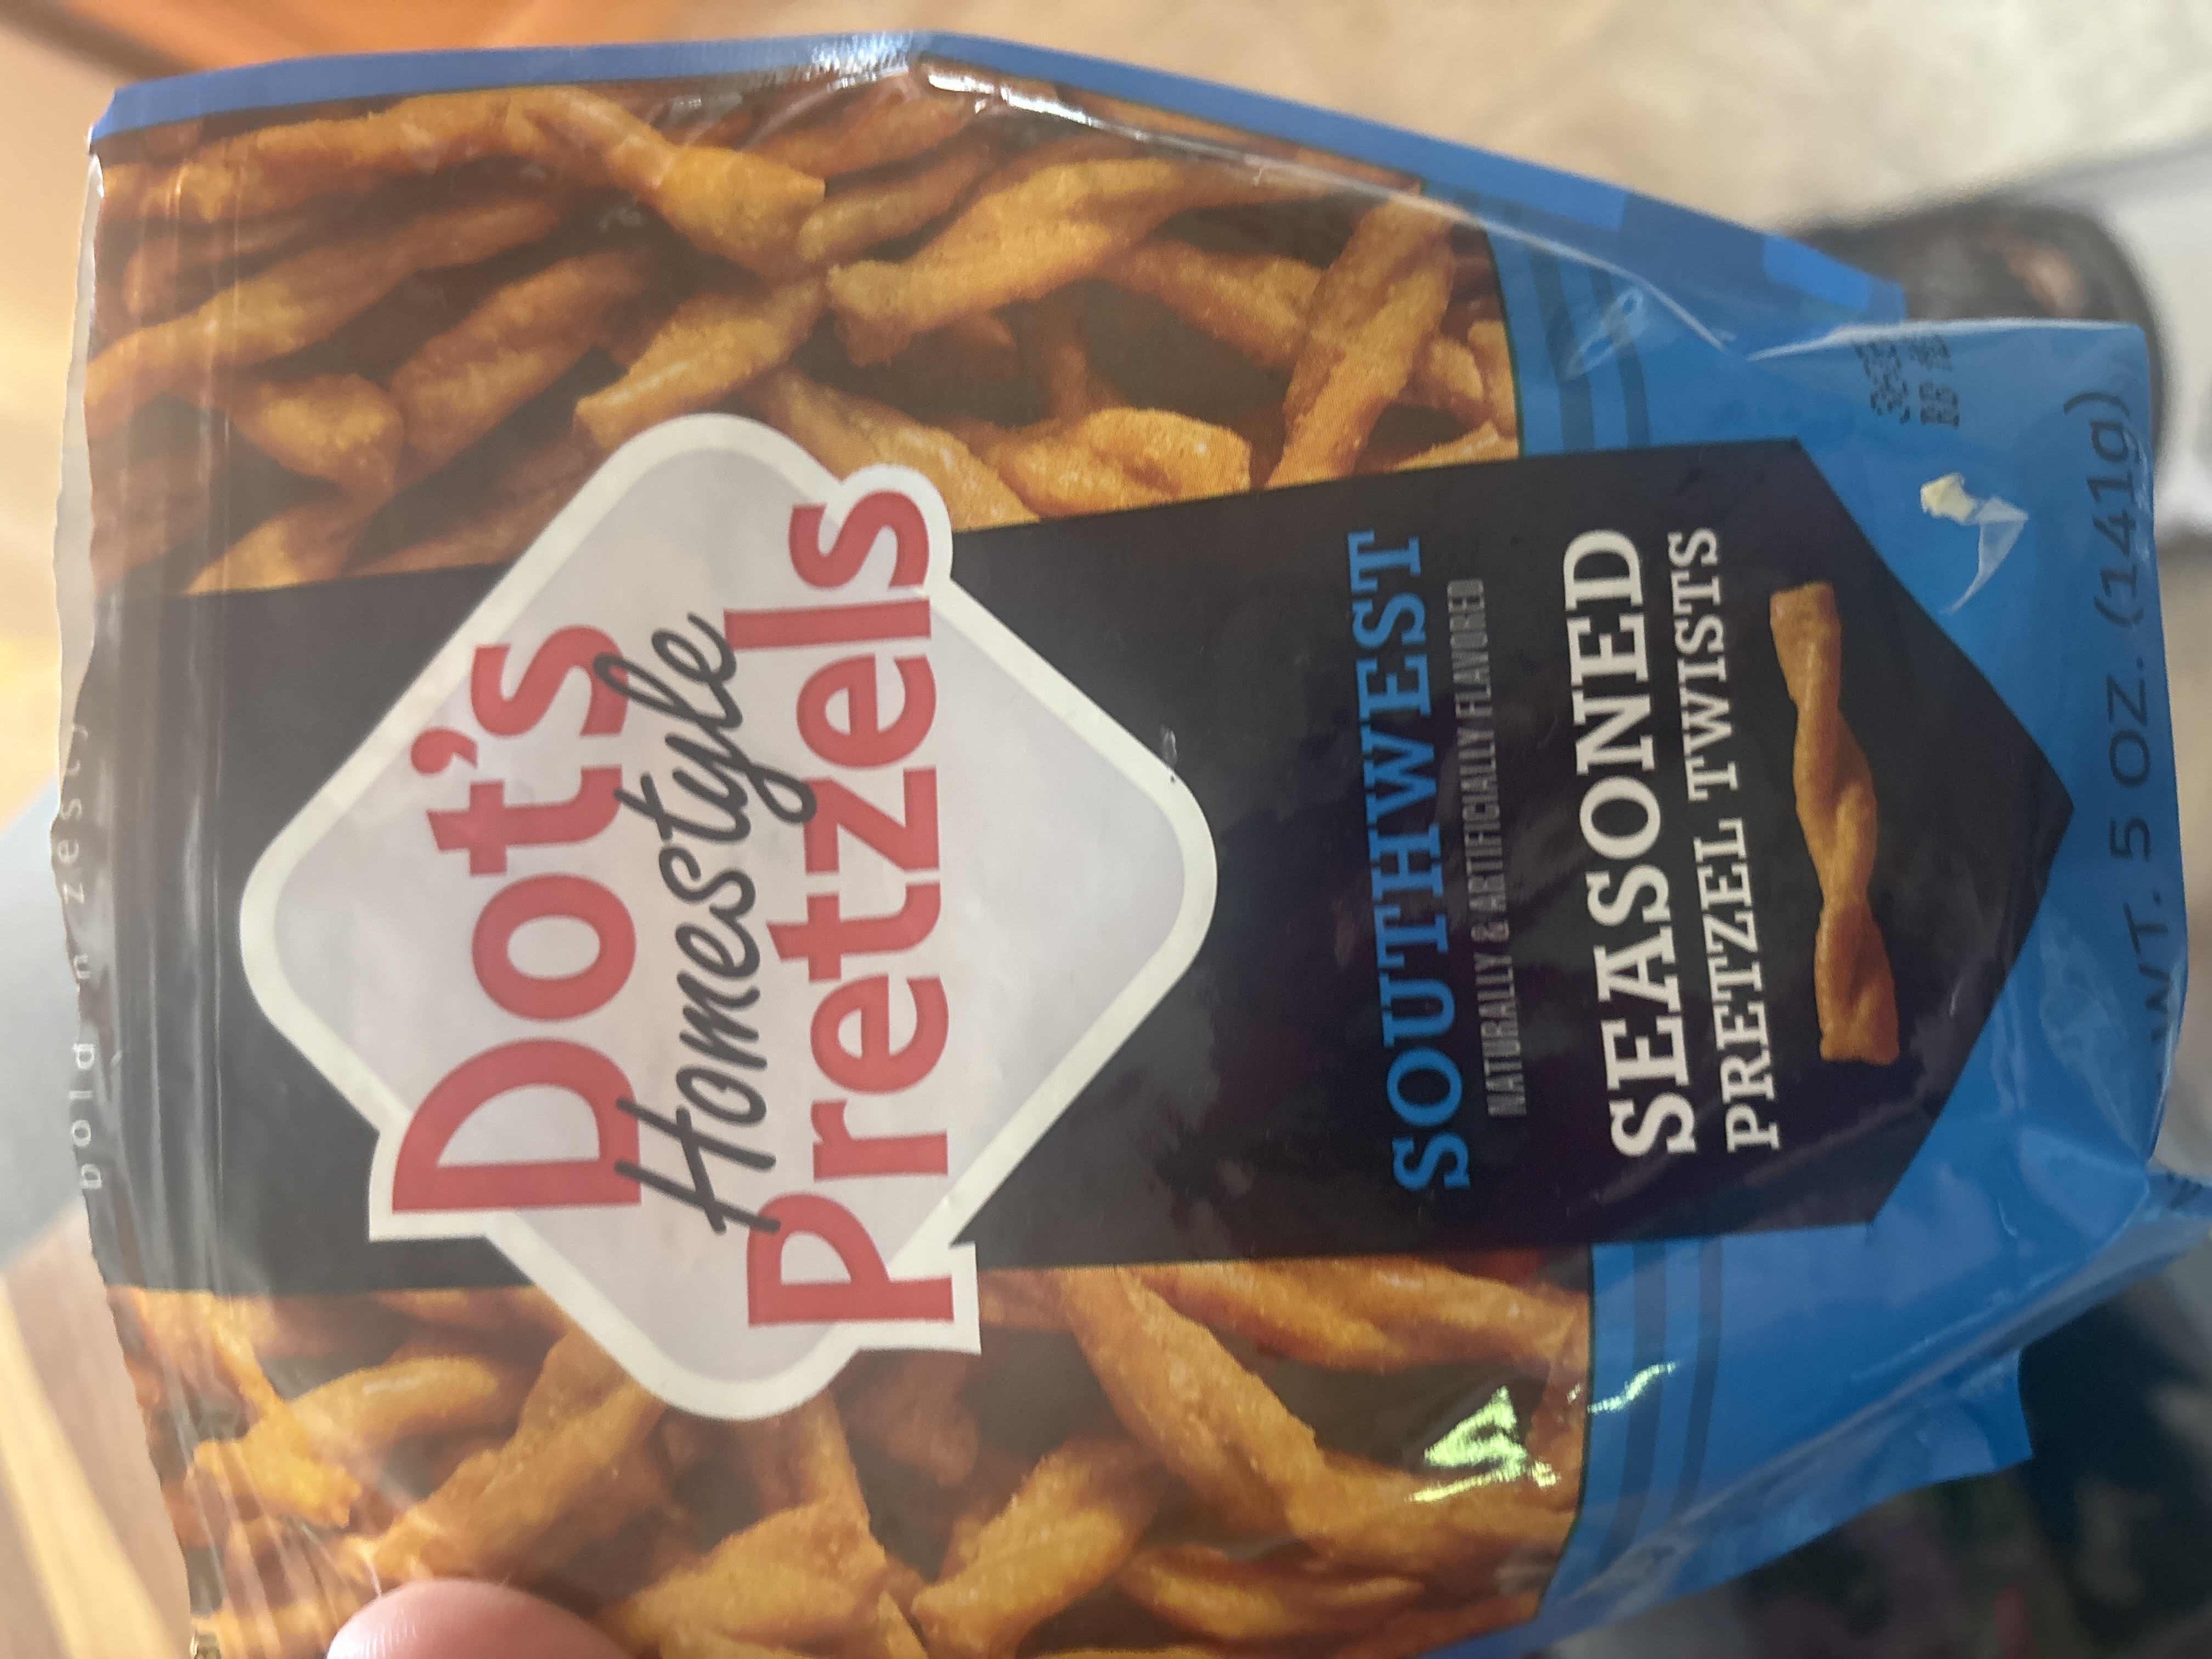 bold n zesty
Dot's
Homestyle
Pretzels
SOUTHWEST
NATURALLY & ARTIFICIALLY FLAVORED
SEASONED
PRETZEL TWISTS
WT. 5 OZ. (141g)